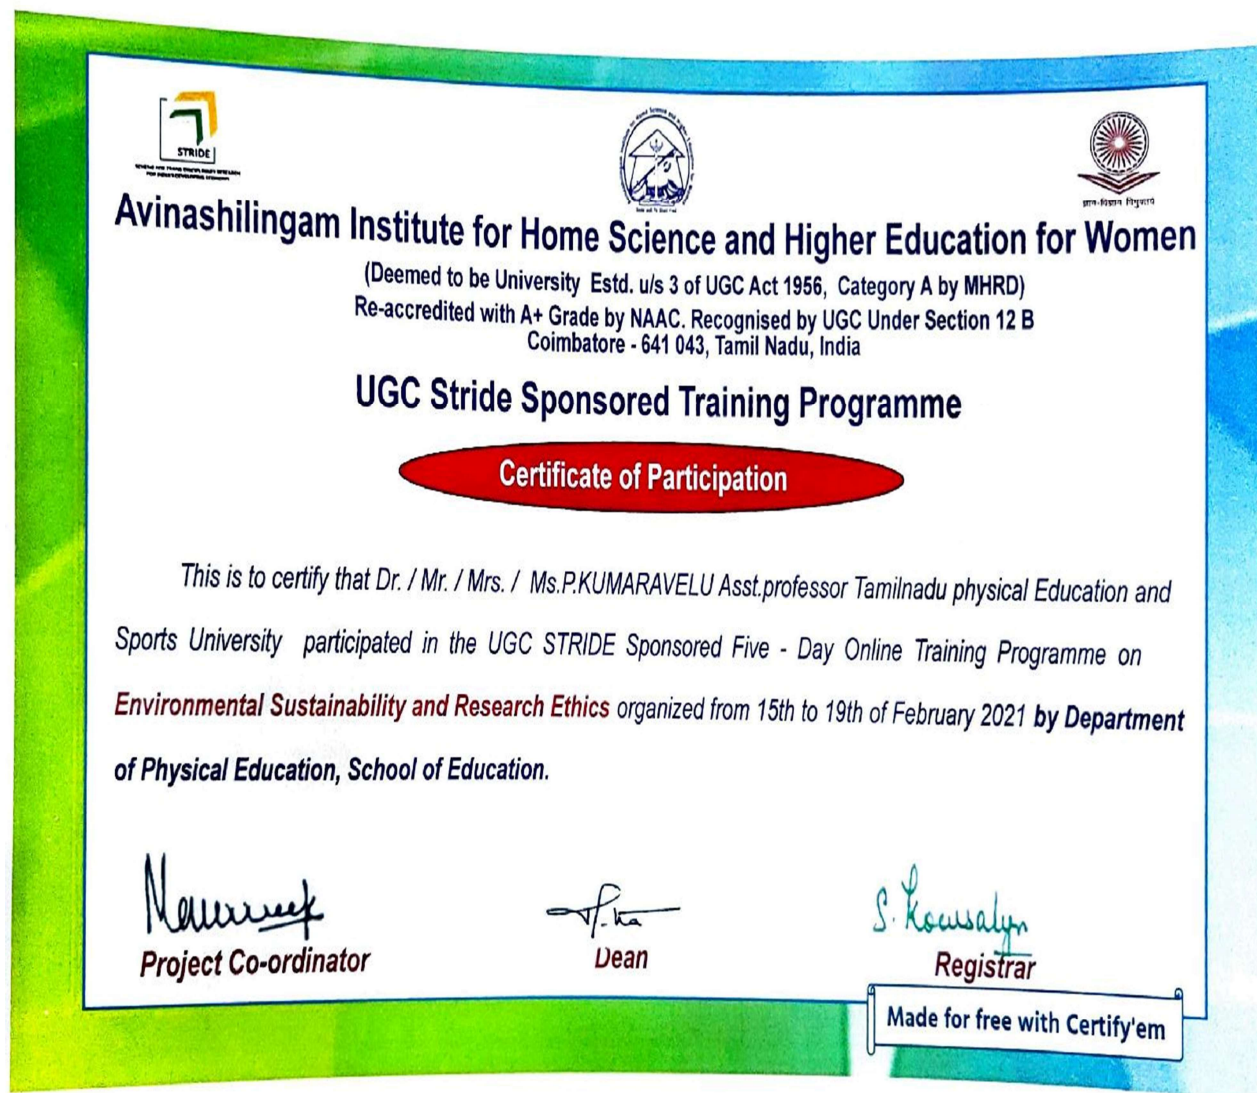 STRIDE
Avinashilingam Institute for Home Science and Higher Education for Women
(Deemed to be University Estd. u/s 3 of UGC Act 1956, Category A by MHRD)
Re-accredited with A+ Grade by NAAC. Recognised by UGC Under Section 12 B
Coimbatore - 641 043, Tamil Nadu, India
UGC Stride Sponsored Training Programme
Certificate of Participation
This is to certify that Dr. / Mr. / Mrs. / Ms.P.KUMARAVELU Asst.professor Tamilnadu physical Education and
Sports University participated in the UGC STRIDE Sponsored Five - Day Online Training Programme on
Environmental Sustainability and Research Ethics organized from 15th to 19th of February 2021 by Department
of Physical Education, School of Education.
S. Kowsalya
Project Co-ordinator
Dean
Registrar
Made for free with Certify'em